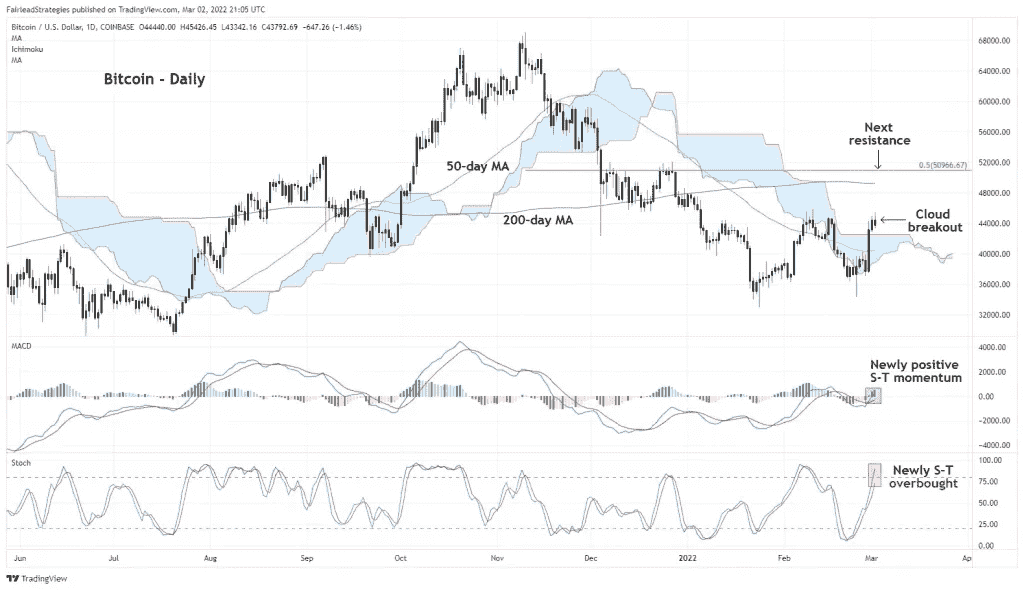 FairleadStrategies published on TradingView.com, Mar 02, 2022 21:05 UTC
Bitcoin / U.S. Dollar, 1D, COINBASE O44440.00 H45426.45 L43342.16 C43792.69 -647.26 (-1.46%)
MA
Ichimoku
MA
Bitcoin - Daily
68000.00
64000.00
60000.00
56000.00
52000.00
48000.00
44000.00
40000.00
36000.00
32000.00
Next
resistance
0.5(50966.67)
50-day MA
200-day MA
Cloud
breakout
MACD
4000.00
2000.00
0.00
-2000.00
-4000.00
Newly positive
S-T momentum
Stoch
100.00
75.00
50.00
25.00
0.00
Newly S-T
overbought
Jun Jul Aug Sep Oct Nov Dec 2022 Feb Mar Ap
TradingView